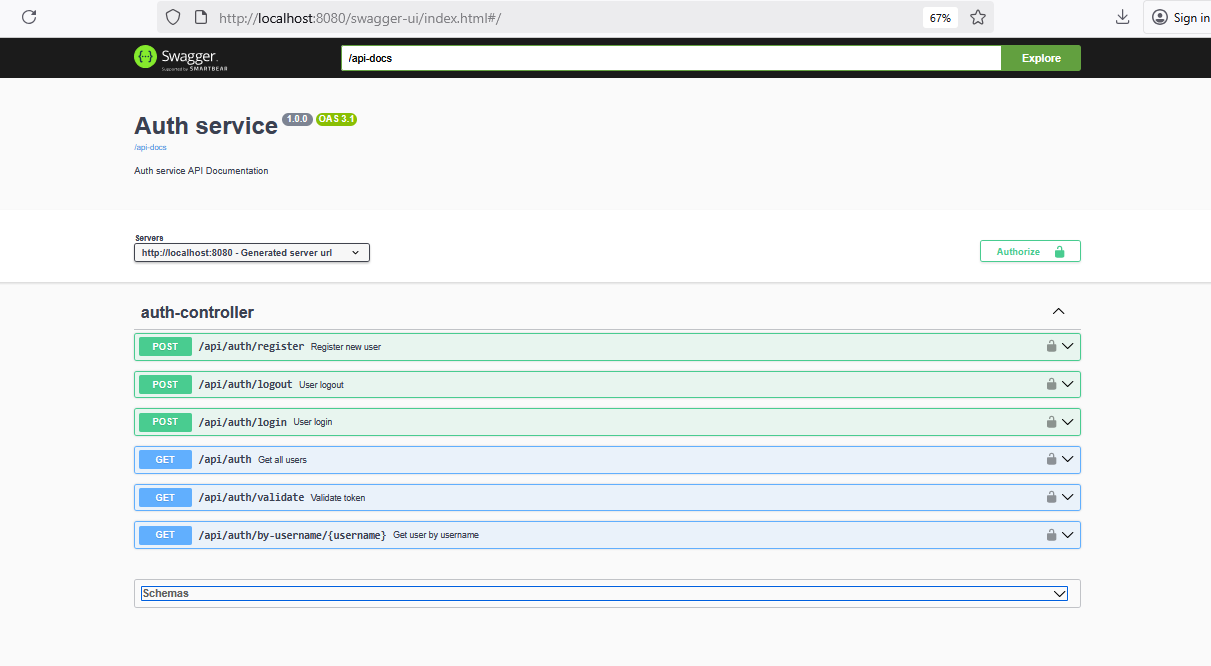 http://localhost:8080/swagger-ui/index.html#/
67%
Sign in
{···} Swagger.
Supported by SMARTBEAR
/api-docs
Explore
Auth service 1.0.0 OAS 3.1
/api-docs
Auth service API Documentation
Servers
http://localhost:8080 - Generated server url
Authorize
auth-controller
POST /api/auth/register Register new user
POST /api/auth/logout User logout
POST /api/auth/login User login
GET /api/auth Get all users
GET /api/auth/validate Validate token
GET /api/auth/by-username/{username} Get user by username
Schemas